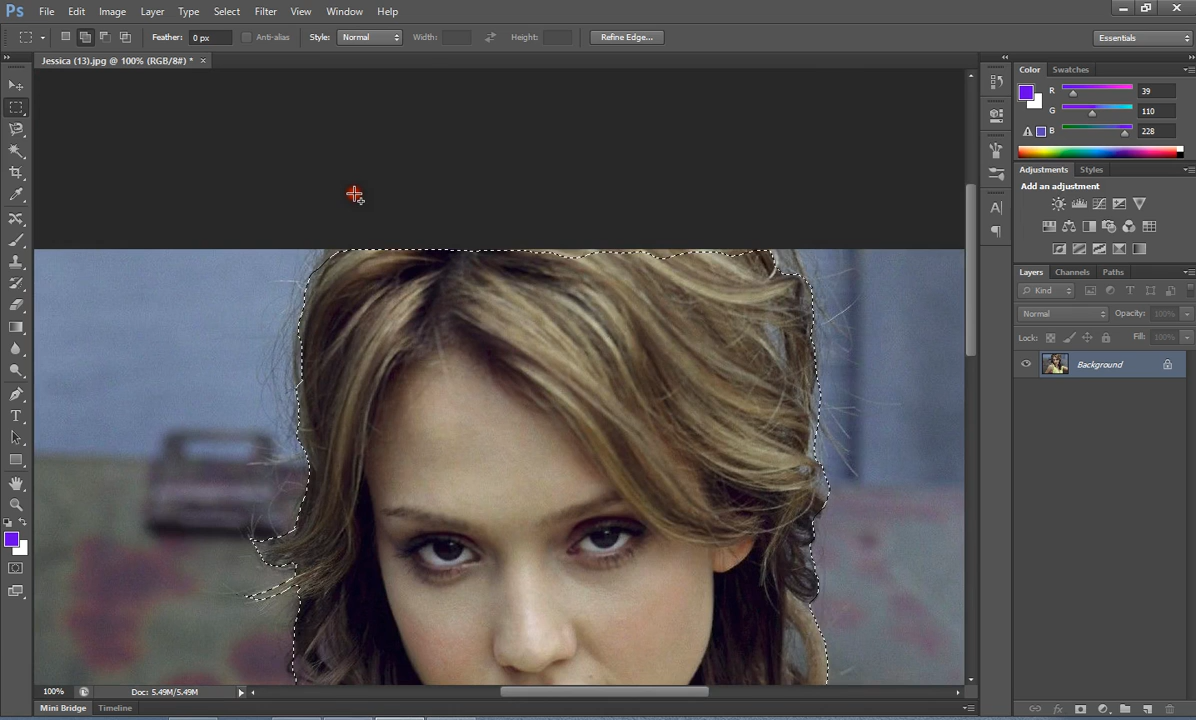 Ps File Edit Image Layer Type Select Filter View Window Help
Feather: 0 px Anti-alias Style: Normal Width: Height: Refine Edge... Essentials
Jessica (13).jpg @ 100% (RGB/8#) * ×
Color Swatches
R 39
G 110
B 228
Adjustments Styles
Add an adjustment
Layers Channels Paths
Kind
Normal Opacity: 100%
Lock: Fill: 100%
Background
100% Doc: 5.49M/5.49M
Mini Bridge Timeline